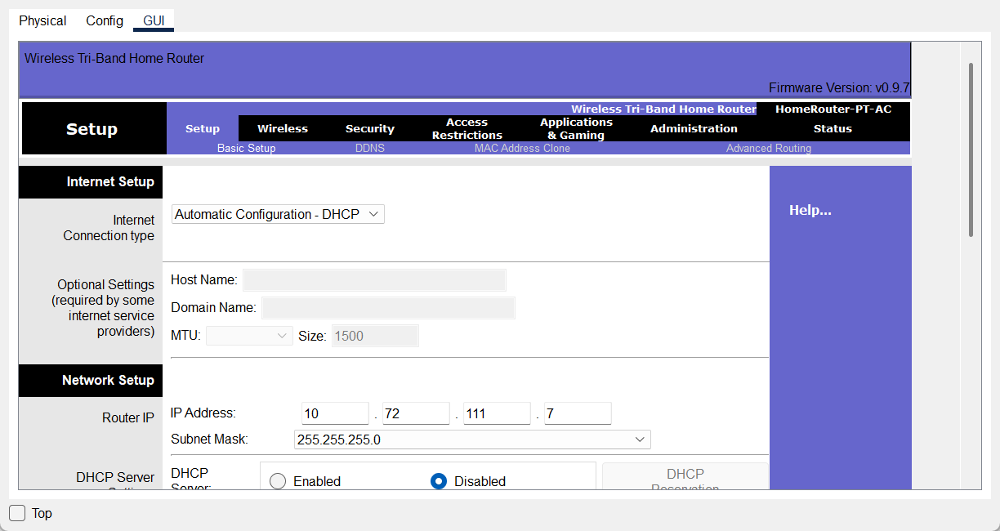 Physical Config GUI
Wireless Tri-Band Home Router
Firmware Version: v0.9.7
Wireless Tri-Band Home Router HomeRouter-PT-AC
Setup
Setup Wireless Security Access Restrictions Applications & Gaming Administration Status
Basic Setup DDNS MAC Address Clone Advanced Routing
Internet Setup
Help...
Internet
Connection type
Automatic Configuration - DHCP
Optional Settings
(required by some
internet service
providers)
Host Name:
Domain Name:
MTU: Size: 1500
Network Setup
Router IP
IP Address: 10 . 72 . 111 . 7
Subnet Mask: 255.255.255.0
DHCP Server
DHCP
Server:
Enabled Disabled
DHCP
Reservation
Top